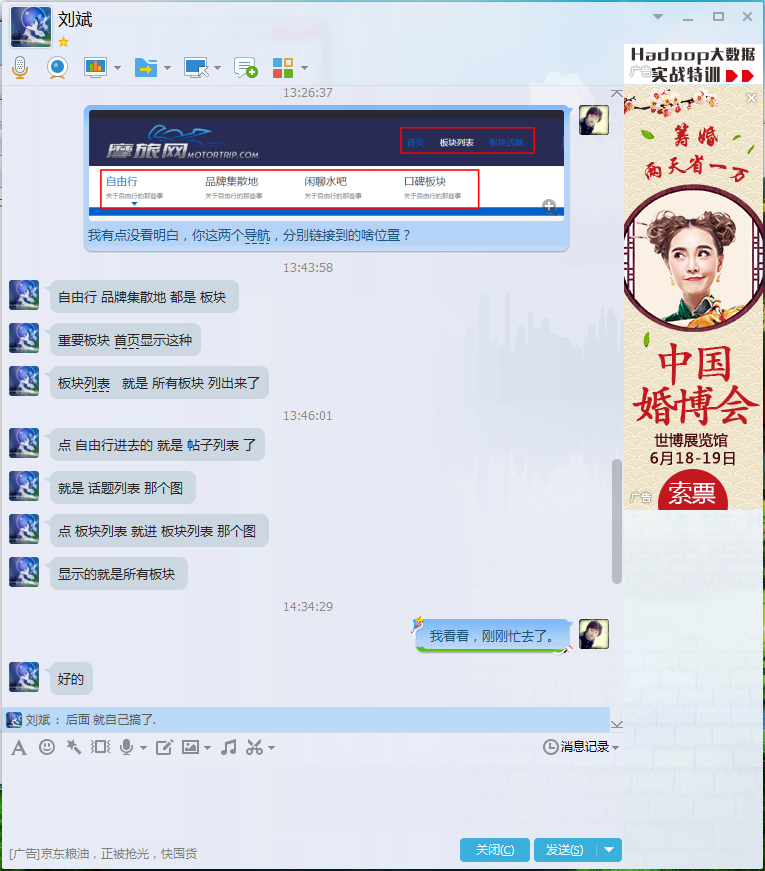 刘斌
13:26:37
摩旅网MOTORTRIP.COM
首页 板块列表 板块话题
自由行 品牌集散地 闲聊水吧 口碑板块
关于自由行的那些事 关于自由行的那些事 关于自由行的那些事 关于自由行的那些事
我有点没看明白，你这两个导航，分别链接到的啥位置？
13:43:58
自由行 品牌集散地 都是 板块
重要板块 首页显示这种
板块列表 就是 所有板块 列出来了
13:46:01
点 自由行进去的 就是 帖子列表 了
就是 话题列表 那个图
点 板块列表 就进 板块列表 那个图
显示的就是所有板块
14:34:29
我看看，刚刚忙去了。
好的
刘斌：后面 就自己搞了.
消息记录
[广告]京东粮油，正被抢光，快囤货
关闭(C) 发送(S)
Hadoop大数据
广告
实战特训
筹婚
两天省一万
中国
婚博会
世博展览馆
6月18-19日
广告
索票